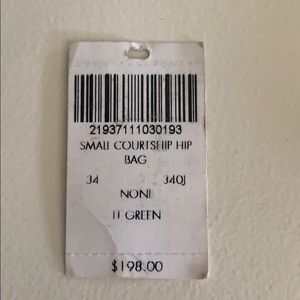 21937111030193
SMALL COURTSHIP HIP
BAG
34 340J
NONE
LT GREEN
$198.00